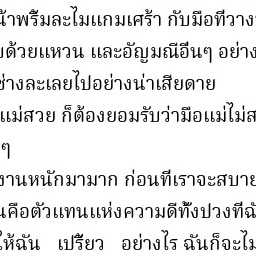 น้าพริ้มละไมแกมเศร้า กับมือที่วาง
ยด้วยแหวน และอัญมณีอื่นๆ อย่าง
ช่างละเลยไปอย่างน่าเสียดาย
แม่สวย ก็ต้องยอมรับว่ามือแม่ไม่ส
ๆ
งานหนักมามาก ก่อนที่เราจะสบาย
นคือตัวแทนแห่งความดีทั้งปวงที่ฉั
ให้ฉัน เปรี้ยว อย่างไร ฉันก็จะไม